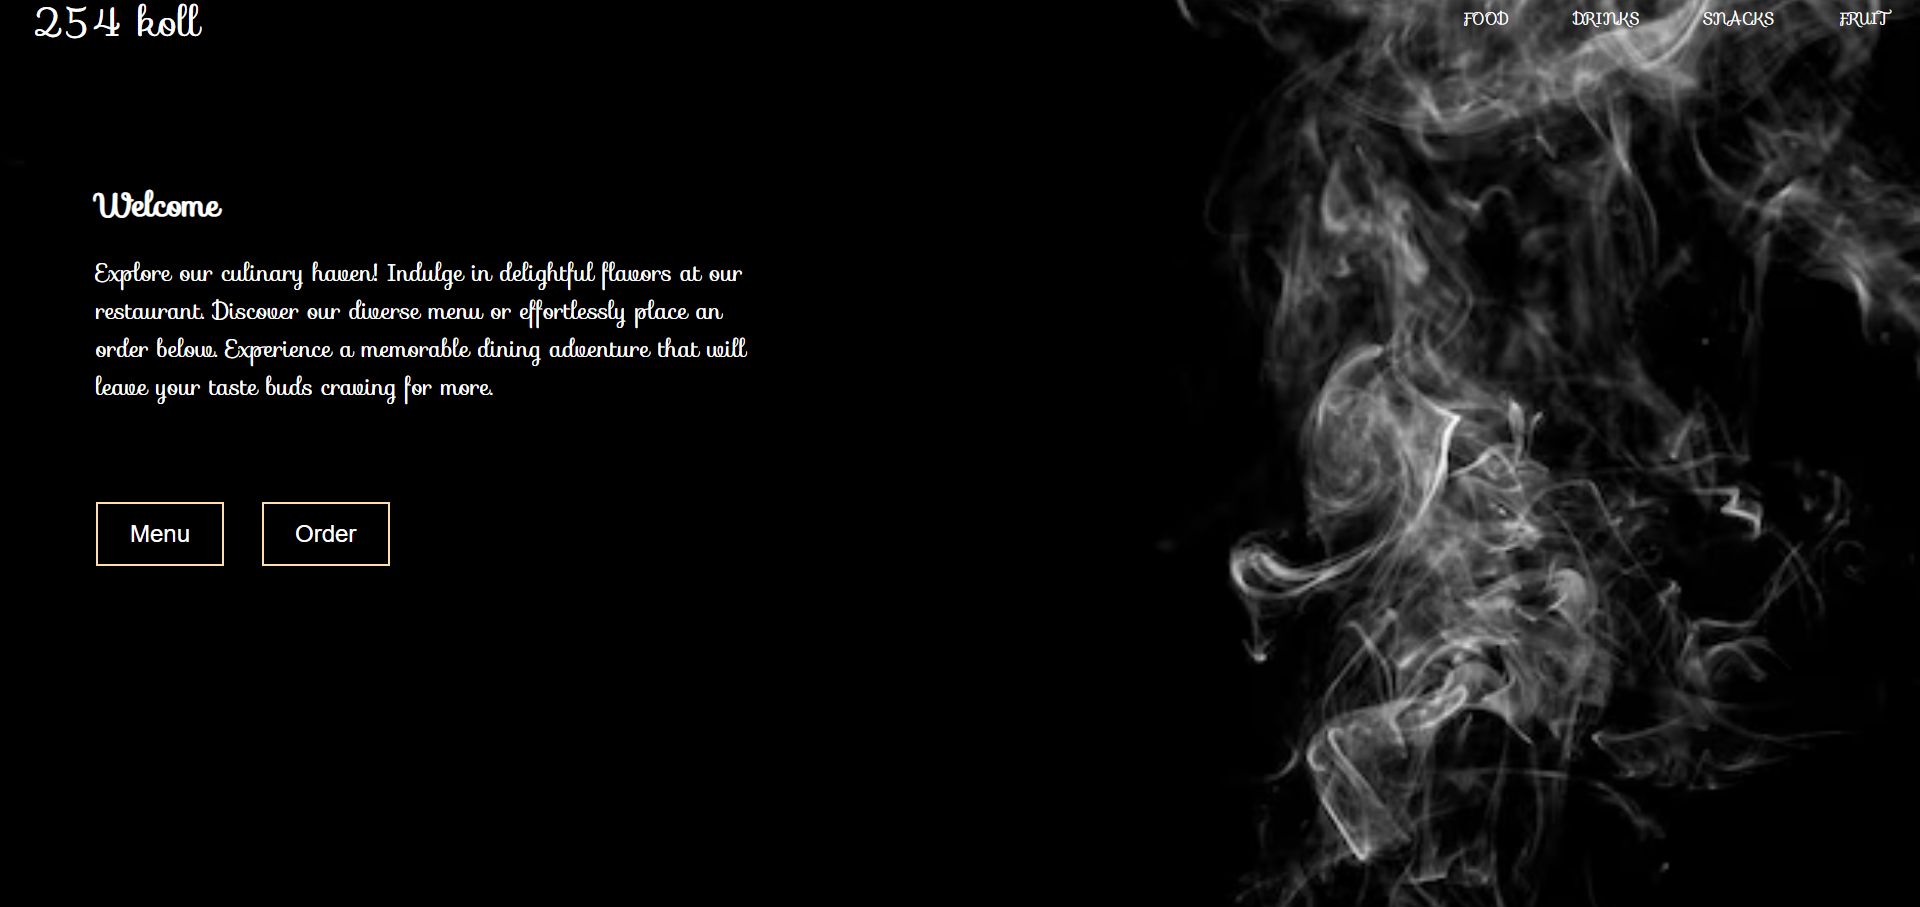 254 koll
FOOD DRINKS SNACKS FRUIT
Welcome
Explore our culinary haven! Indulge in delightful flavors at our
restaurant. Discover our diverse menu or effortlessly place an
order below. Experience a memorable dining adventure that will
leave your taste buds craving for more.
Menu Order